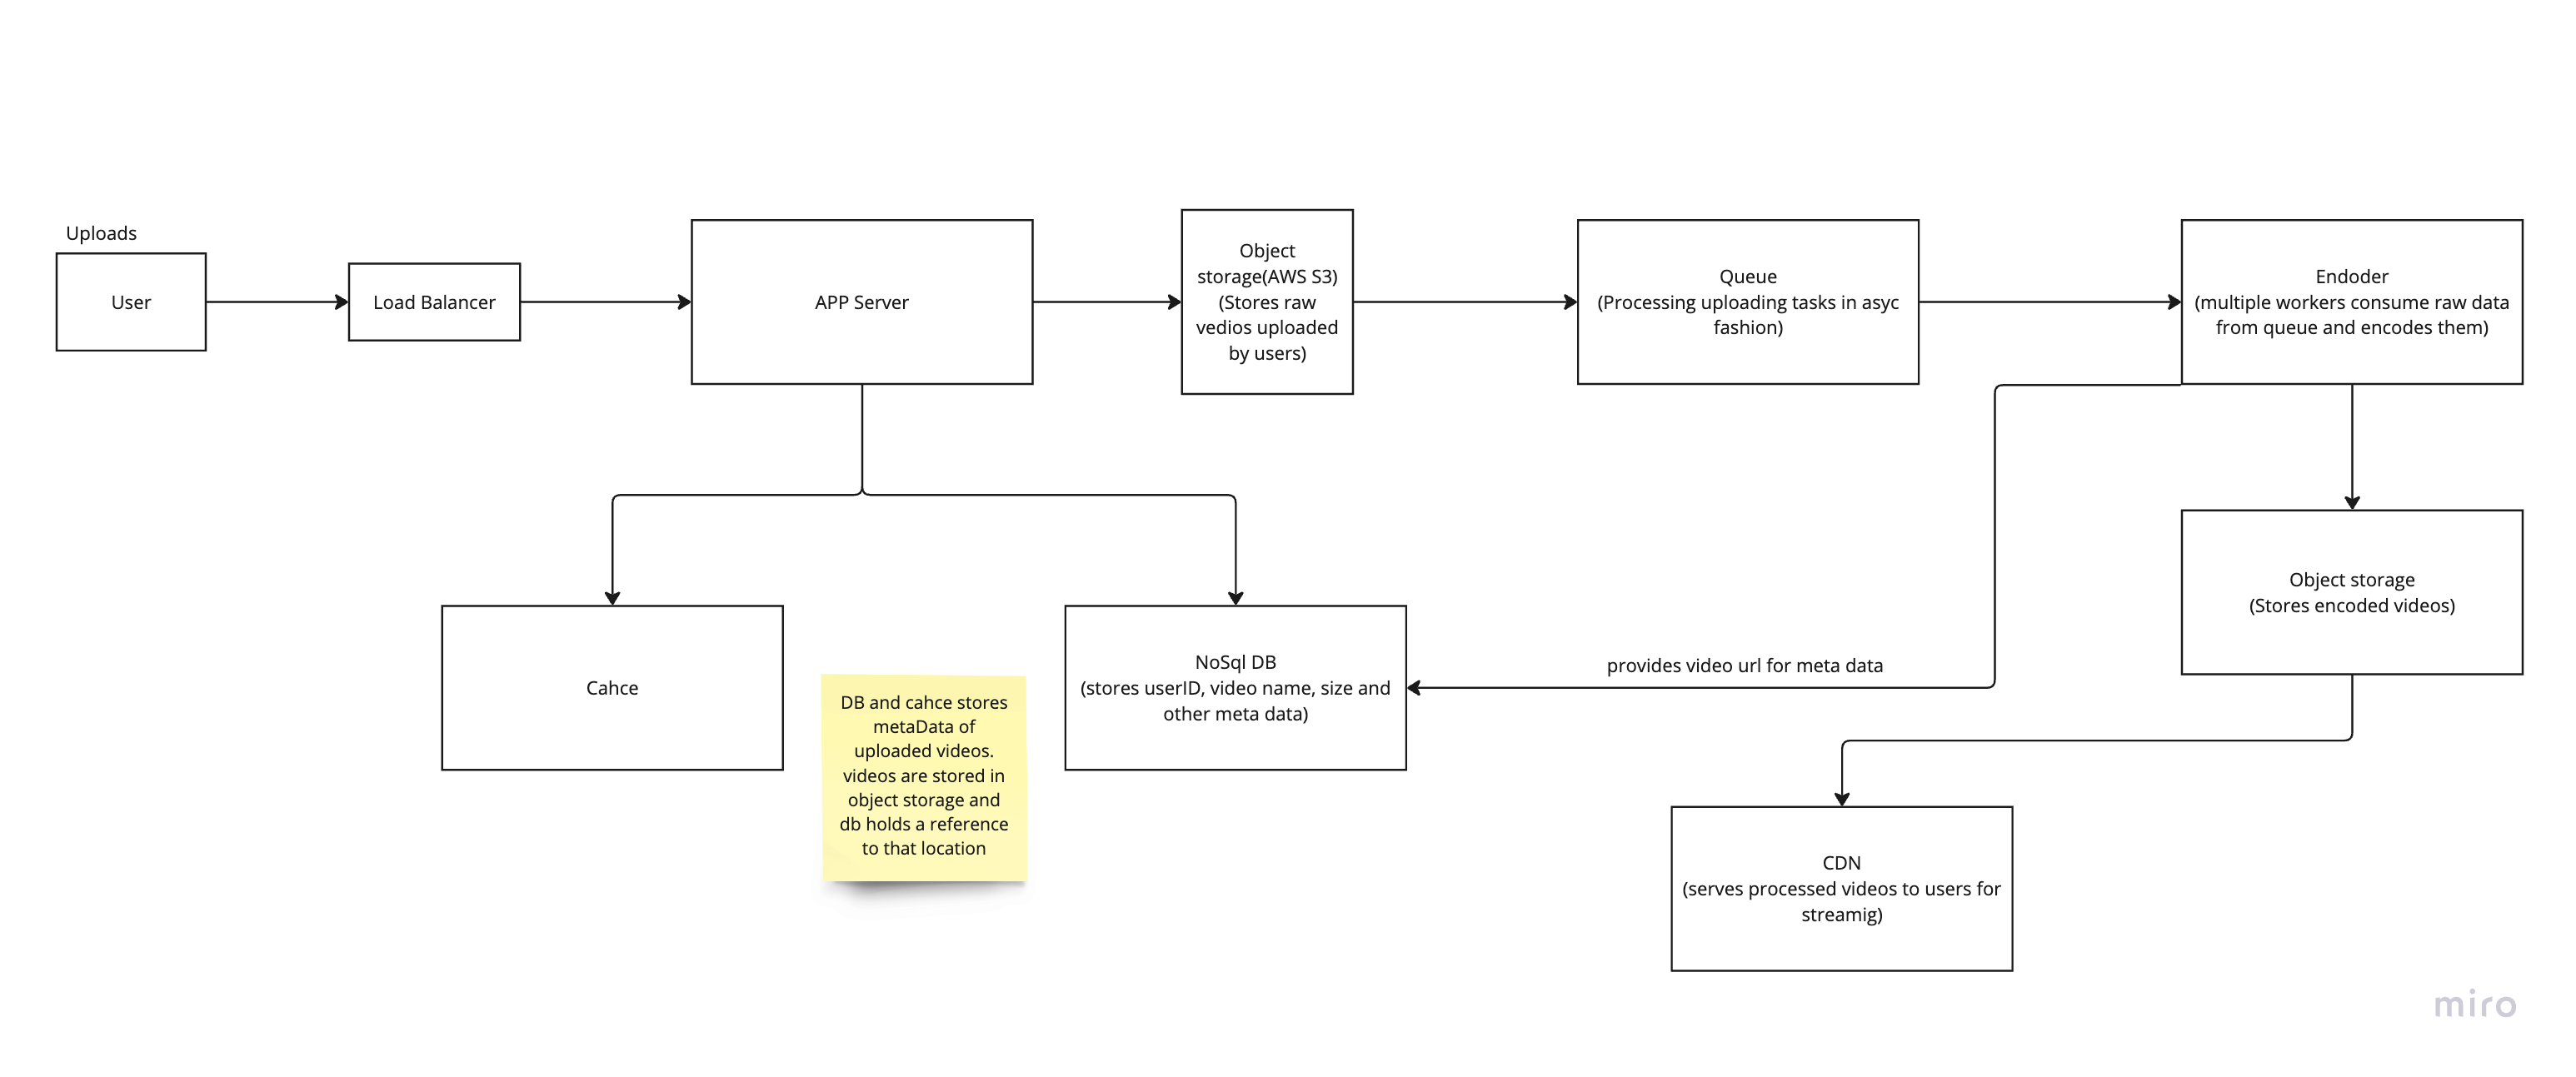 Uploads
User
Load Balancer
APP Server
Object
storage(AWS S3)
(Stores raw
vedios uploaded
by users)
Queue
(Processing uploading tasks in asyc
fashion)
Endoder
(multiple workers consume raw data
from queue and encodes them)
Cahce
DB and cahce stores
metaData of
uploaded videos.
videos are stored in
object storage and
db holds a reference
to that location
NoSql DB
(stores userID, video name, size and
other meta data)
provides video url for meta data
Object storage
(Stores encoded videos)
CDN
(serves processed videos to users for
streamig)
miro